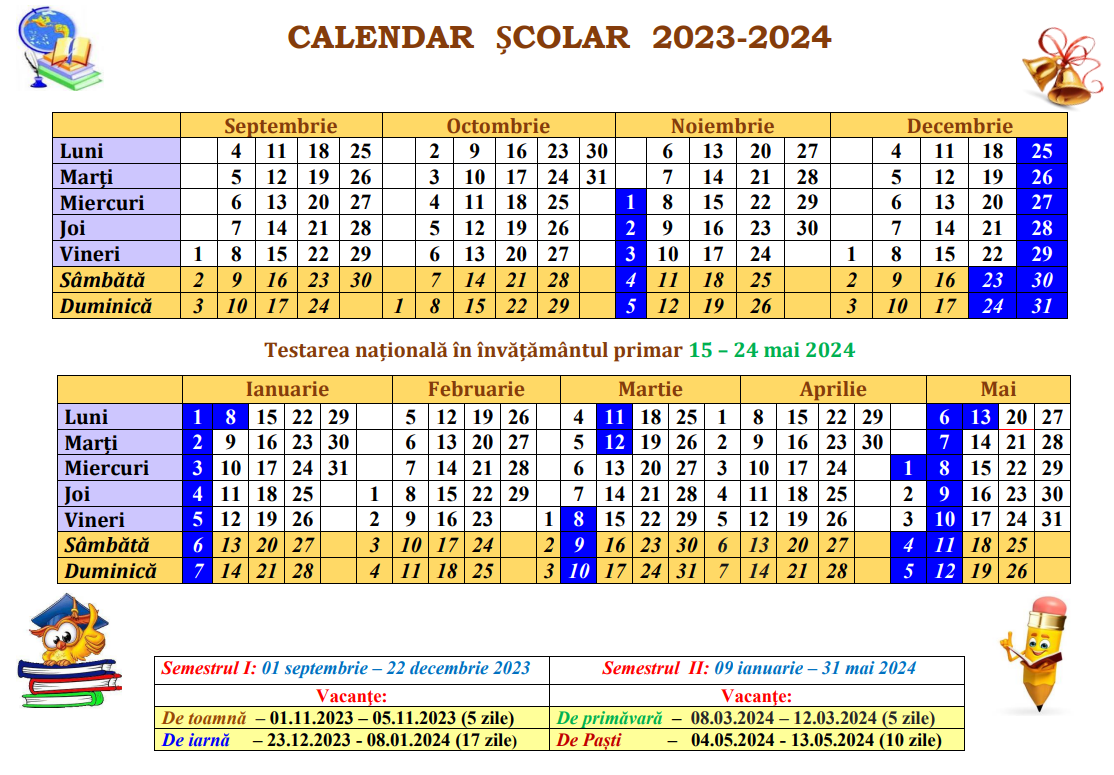 CALENDAR ȘCOLAR 2023-2024
Septembrie Octombrie Noiembrie Decembrie
Luni 4 11 18 25 2 9 16 23 30 6 13 20 27 4 11 18 25
Marți 5 12 19 26 3 10 17 24 31 7 14 21 28 5 12 19 26
Miercuri 6 13 20 27 4 11 18 25 1 8 15 22 29 6 13 20 27
Joi 7 14 21 28 5 12 19 26 2 9 16 23 30 7 14 21 28
Vineri 1 8 15 22 29 6 13 20 27 3 10 17 24 1 8 15 22 29
Sâmbătă 2 9 16 23 30 7 14 21 28 4 11 18 25 2 9 16 23 30
Duminică 3 10 17 24 1 8 15 22 29 5 12 19 26 3 10 17 24 31
Testarea națională în învățământul primar 15 – 24 mai 2024
Ianuarie Februarie Martie Aprilie Mai
Luni 1 8 15 22 29 5 12 19 26 4 11 18 25 1 8 15 22 29 6 13 20 27
Marți 2 9 16 23 30 6 13 20 27 5 12 19 26 2 9 16 23 30 7 14 21 28
Miercuri 3 10 17 24 31 7 14 21 28 6 13 20 27 3 10 17 24 1 8 15 22 29
Joi 4 11 18 25 1 8 15 22 29 7 14 21 28 4 11 18 25 2 9 16 23 30
Vineri 5 12 19 26 2 9 16 23 1 8 15 22 29 5 12 19 26 3 10 17 24 31
Sâmbătă 6 13 20 27 3 10 17 24 2 9 16 23 30 6 13 20 27 4 11 18 25
Duminică 7 14 21 28 4 11 18 25 3 10 17 24 31 7 14 21 28 5 12 19 26
Semestrul I: 01 septembrie – 22 decembrie 2023 Semestrul II: 09 ianuarie – 31 mai 2024
Vacanțe: Vacanțe:
De toamnă – 01.11.2023 – 05.11.2023 (5 zile) De primăvară – 08.03.2024 – 12.03.2024 (5 zile)
De iarnă – 23.12.2023 - 08.01.2024 (17 zile) De Paști – 04.05.2024 - 13.05.2024 (10 zile)